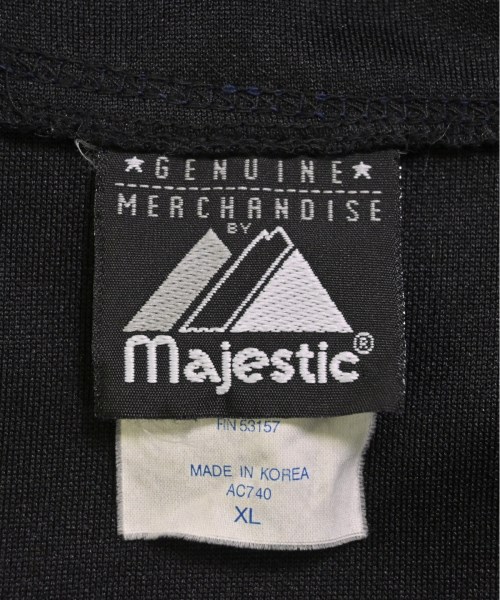 ★ GENUINE ★
MERCHANDISE
BY
Majestic®
RN 53157
MADE IN KOREA
AC740
XL